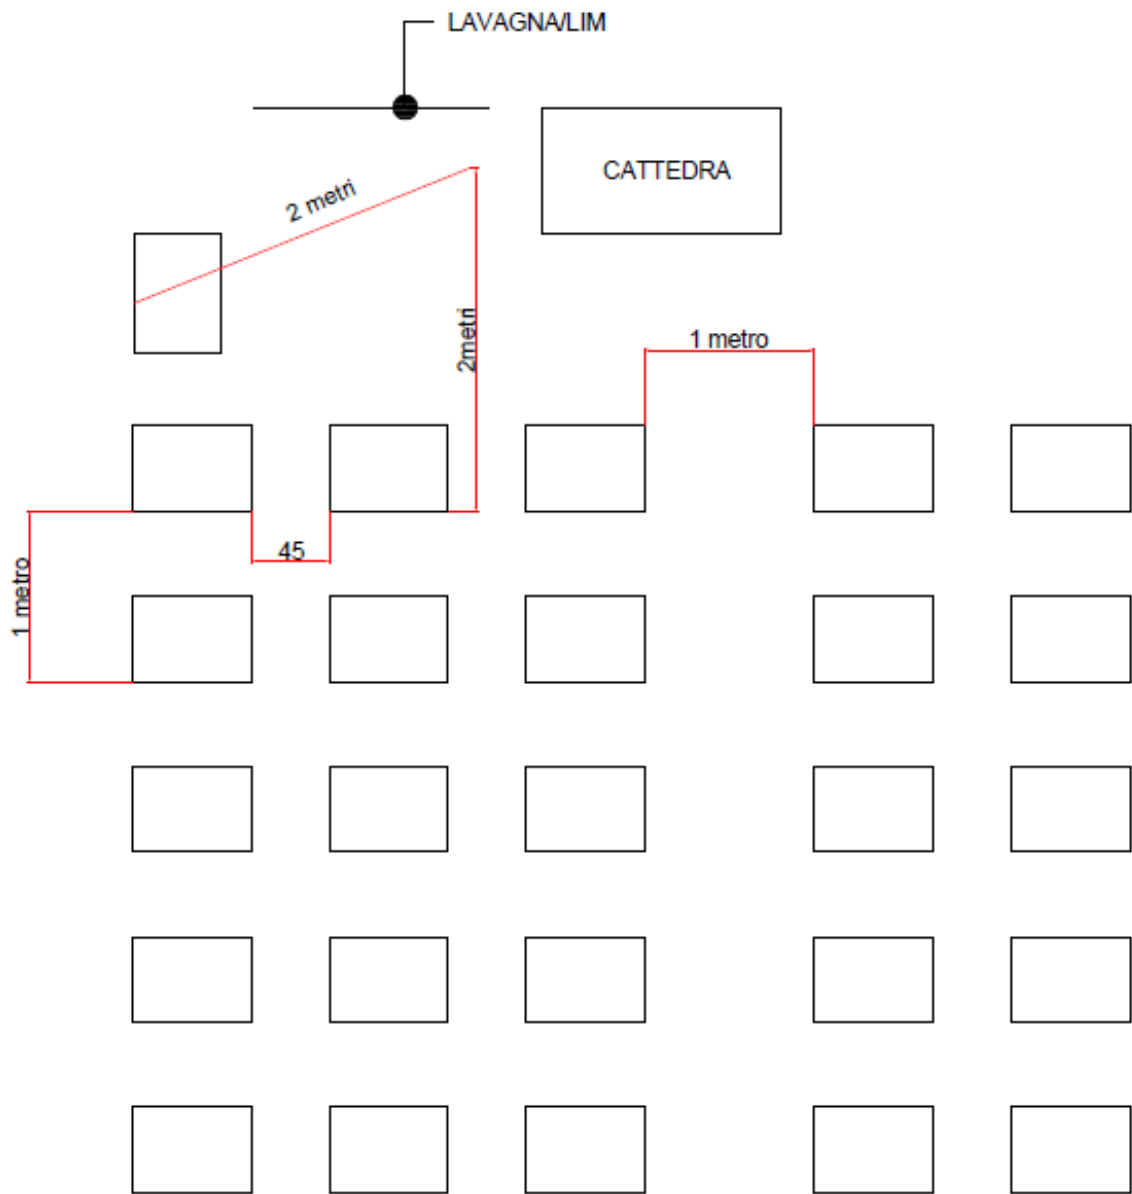 LAVAGNA/LIM
CATTEDRA
2 metri
2metri
1 metro
45
1 metro